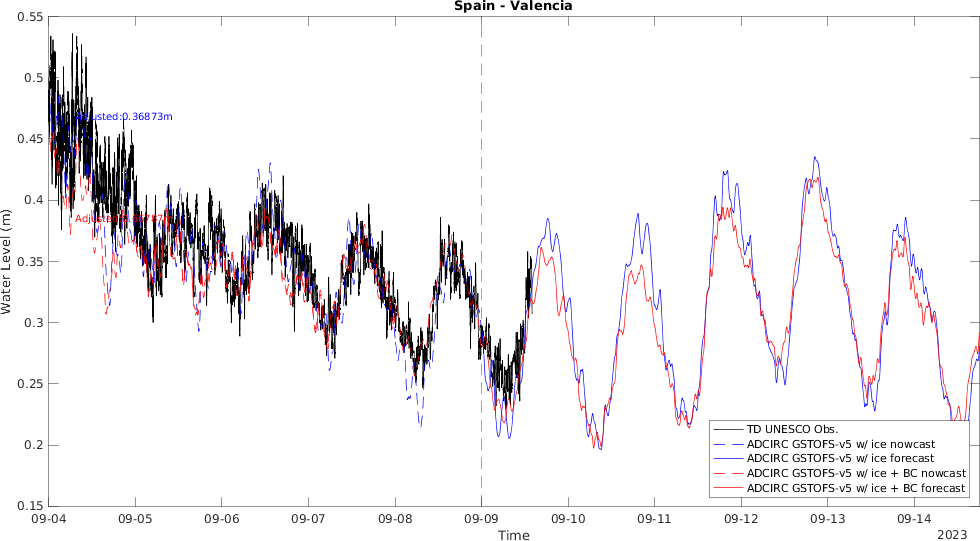 Spain - Valencia
0.55
0.5
0.45
0.4
0.35
0.3
0.25
0.2
0.15
Water Level (m)
Adjusted:0.36873m
TD UNESCO Obs.
ADCIRC GSTOFS-v5 w/ ice nowcast
ADCIRC GSTOFS-v5 w/ ice forecast
ADCIRC GSTOFS-v5 w/ ice + BC nowcast
ADCIRC GSTOFS-v5 w/ ice + BC forecast
09-04 09-05 09-06 09-07 09-08 09-09 09-10 09-11 09-12 09-13 09-14
Time
2023